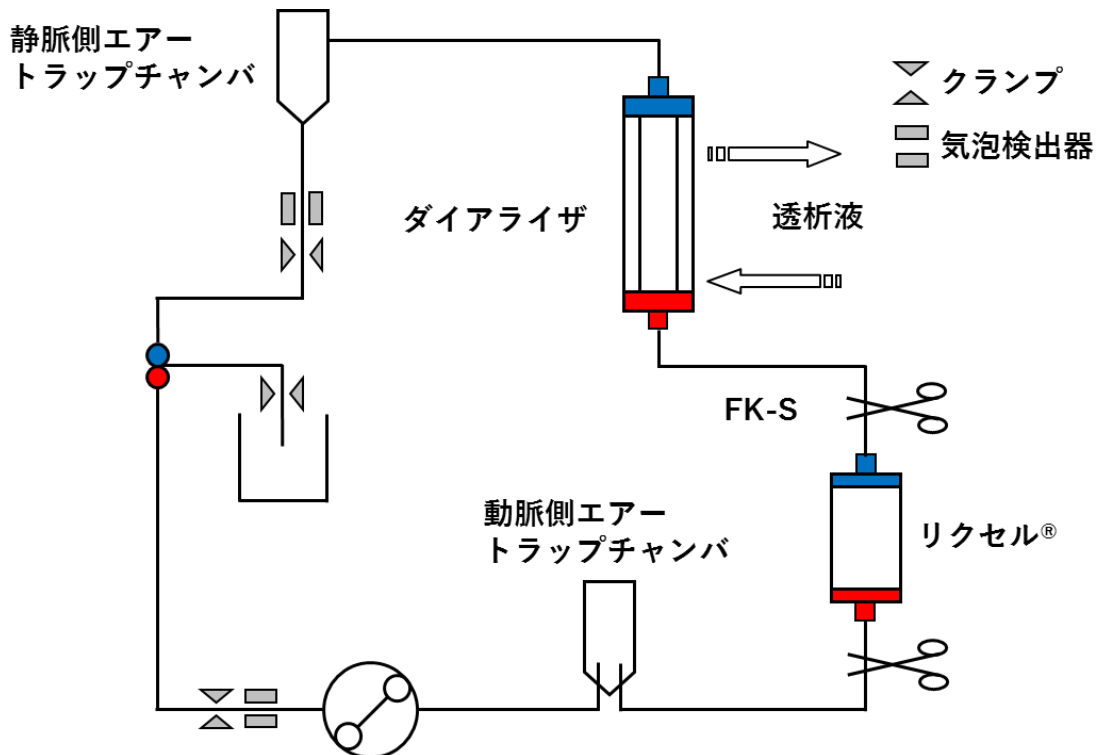 静脈側エアー
トラップチャンバ
クランプ
気泡検出器
ダイアライザ
透析液
FK-S
動脈側エアー
トラップチャンバ
リクセル®